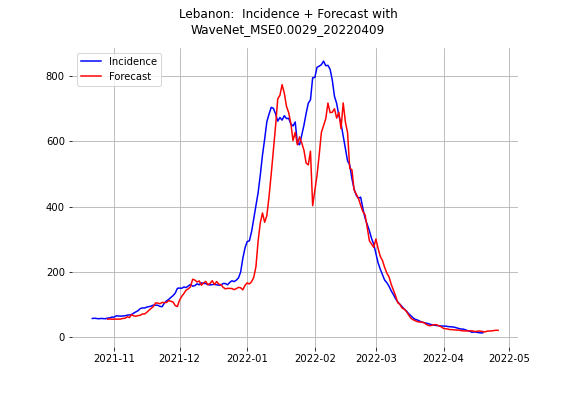 Lebanon:  Incidence + Forecast with
WaveNet_MSE0.0029_20220409
Incidence
Forecast
800
600
400
200
0
2021-11 2021-12 2022-01 2022-02 2022-03 2022-04 2022-05